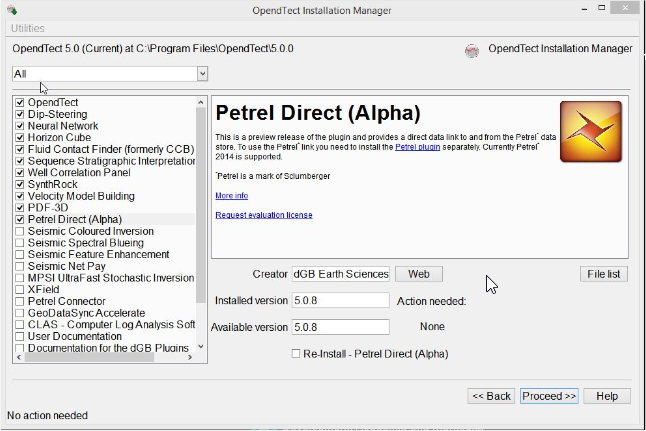 OpendTect Installation Manager
Utilities
OpendTect 5.0 (Current) at C:\Program Files\OpendTect\5.0.0
OpendTect Installation Manager
All
OpendTect
Dip-Steering
Neural Network
Horizon Cube
Fluid Contact Finder (formerly CCB)
Sequence Stratigraphic Interpretation
Well Correlation Panel
SynthRock
Velocity Model Building
PDF-3D
Petrel Direct (Alpha)
Seismic Coloured Inversion
Seismic Spectral Blueing
Seismic Feature Enhancement
Seismic Net Pay
MPSI UltraFast Stochastic Inversion
XField
Petrel Connector
GeoDataSync Accelerate
CLAS - Computer Log Analysis Soft
User Documentation
Documentation for the dGB Plugins
Petrel Direct (Alpha)
This is a preview release of the plugin and provides a direct data link to and from the Petrel* data
store. To use the Petrel* link you need to install the Petrel plugin separately. Currently Petrel*
2014 is supported.
*Petrel is a mark of Sclumberger
More info
Request evaluation license
Creator dGB Earth Sciences Web File list
Installed version 5.0.8 Action needed:
Available version 5.0.8 None
Re-Install - Petrel Direct (Alpha)
<< Back Proceed >> Help
No action needed